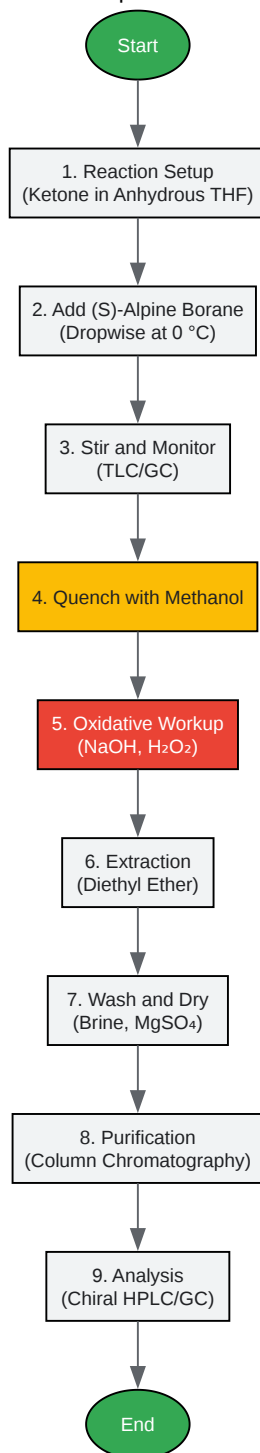 Start
1. Reaction Setup
(Ketone in Anhydrous THF)
2. Add (S)-Alpine Borane
(Dropwise at 0 °C)
3. Stir and Monitor
(TLC/GC)
4. Quench with Methanol
5. Oxidative Workup
(NaOH, H₂O₂)
6. Extraction
(Diethyl Ether)
7. Wash and Dry
(Brine, MgSO₄)
8. Purification
(Column Chromatography)
9. Analysis
(Chiral HPLC/GC)
End